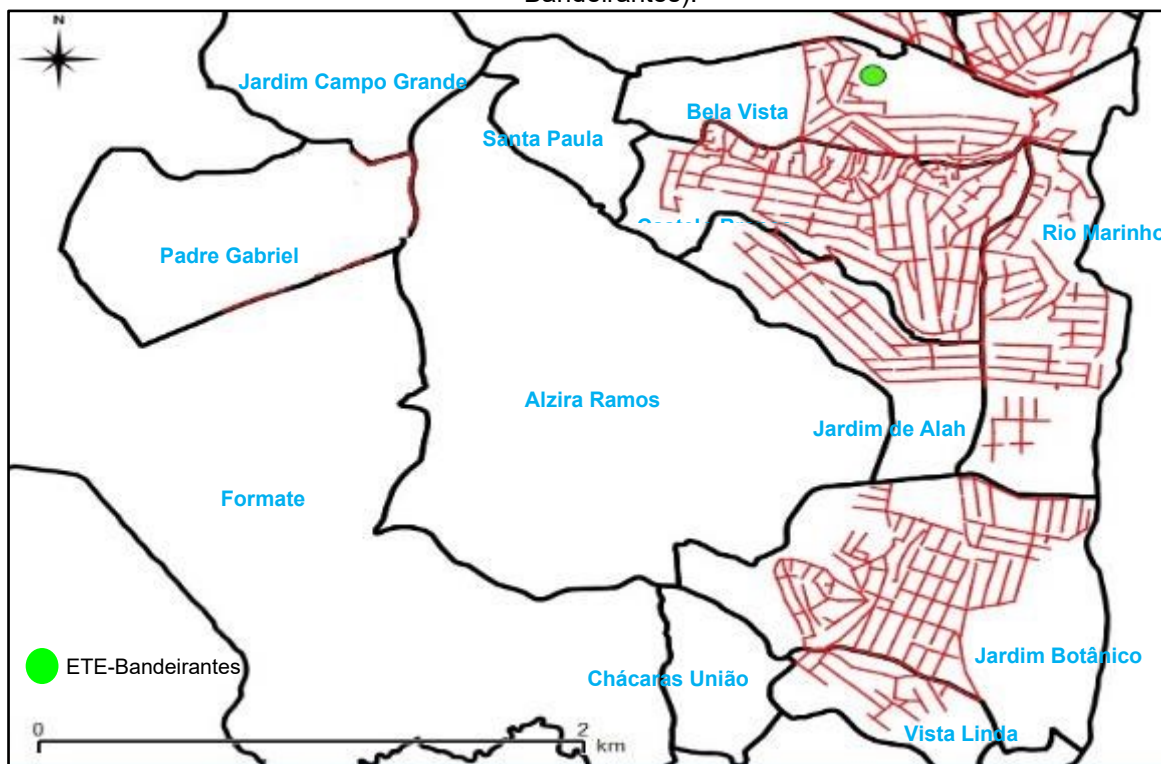 Bandeirantes).
N
Jardim Campo Grande
Bela Vista
Santa Paula
Rio Marinho
Padre Gabriel
Alzira Ramos
Jardim de Alah
Formate
Jardim Botânico
ETE-Bandeirantes
Chácaras União
Vista Linda
0 2
km